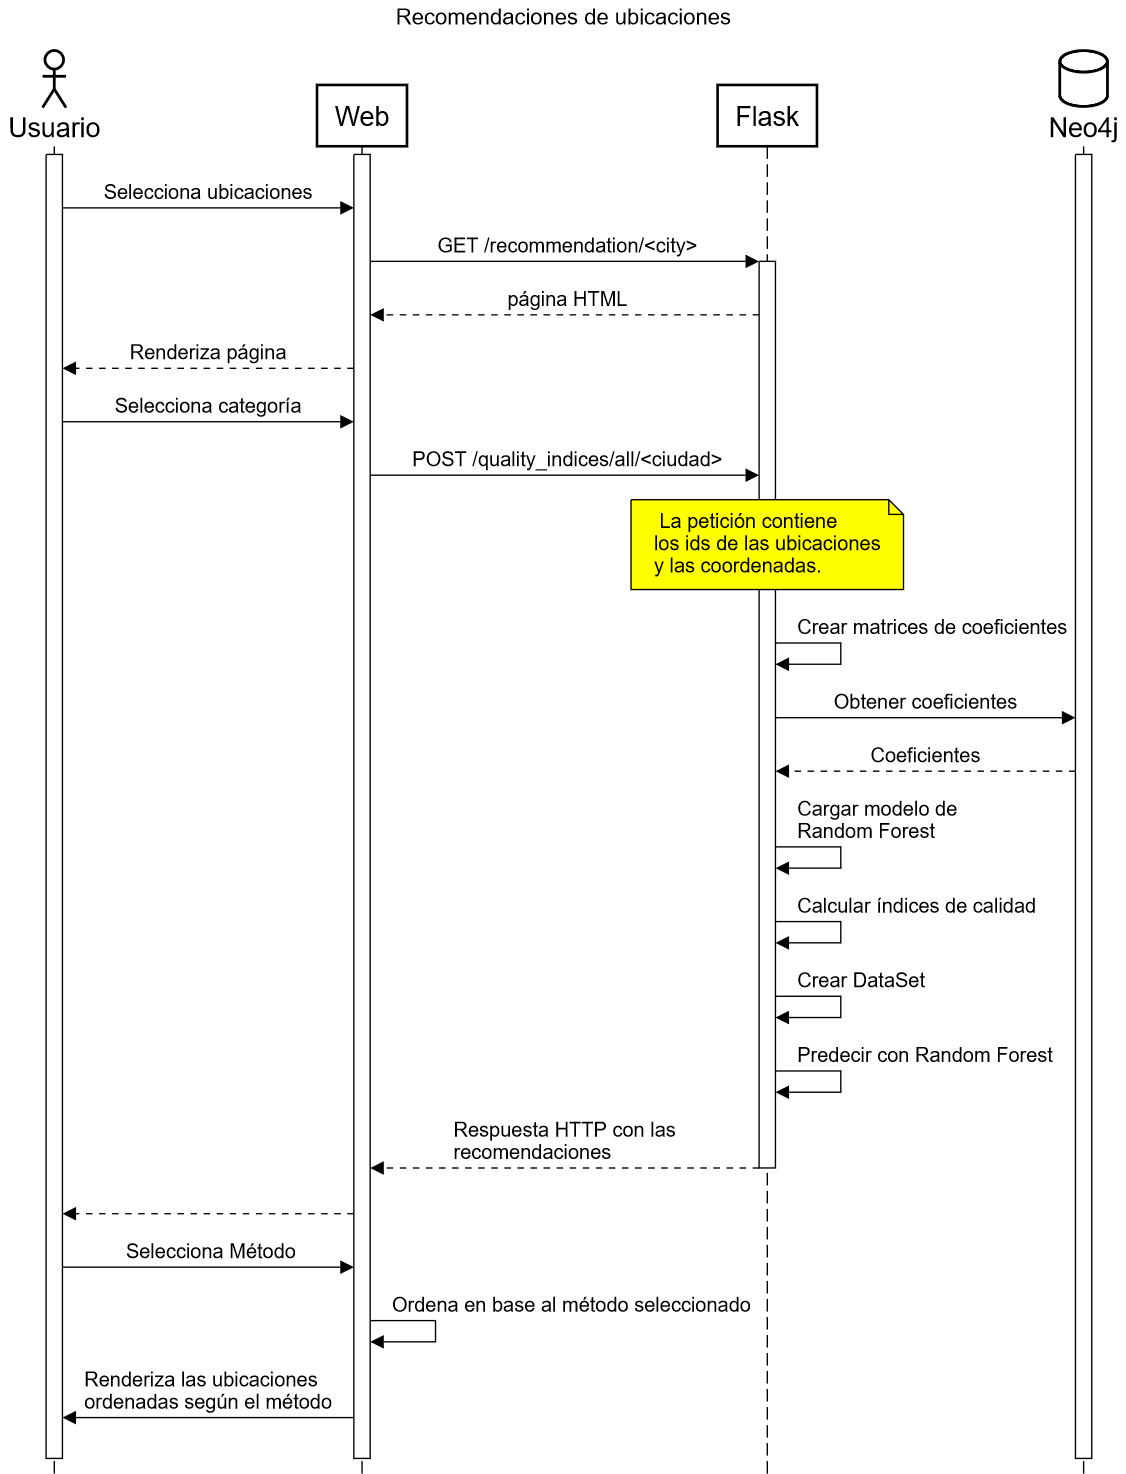 Recomendaciones de ubicaciones
Usuario
Web
Flask
Neo4j
Selecciona ubicaciones
GET /recommendation/<city>
página HTML
Renderiza página
Selecciona categoría
POST /quality_indices/all/<ciudad>
La petición contiene
los ids de las ubicaciones
y las coordenadas.
Crear matrices de coeficientes
Obtener coeficientes
Coeficientes
Cargar modelo de
Random Forest
Calcular índices de calidad
Crear DataSet
Predecir con Random Forest
Respuesta HTTP con las
recomendaciones
Selecciona Método
Ordena en base al método seleccionado
Renderiza las ubicaciones
ordenadas según el método